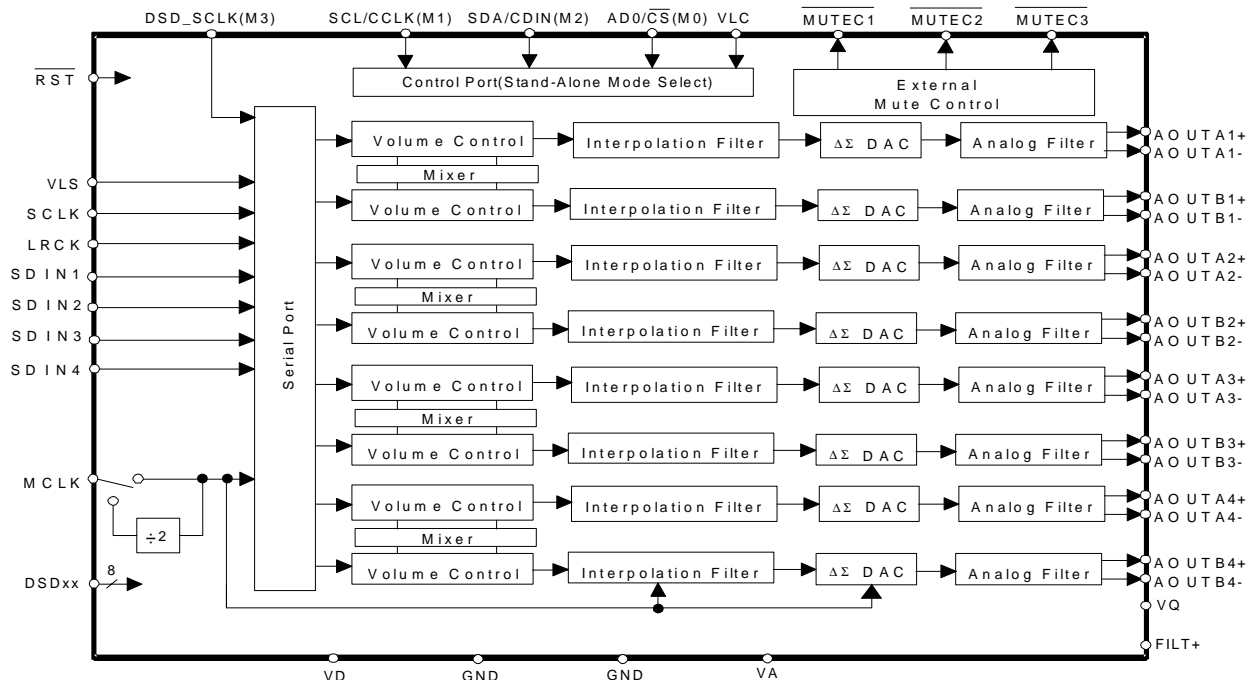 DSD_SCLK(M3) SCL/CCLK(M1) SDA/CDIN(M2) AD0/CS(M0) VLC MUTEC1 MUTEC2 MUTEC3
RST
Control Port(Stand-Alone Mode Select)
External
Mute Control
Serial Port
Volume Control Interpolation Filter ΔΣ DAC Analog Filter AOUTA1+
AOUTA1-
Mixer
VLS
Volume Control Interpolation Filter ΔΣ DAC Analog Filter AOUTB1+
AOUTB1-
SCLK
LRCK
Volume Control Interpolation Filter ΔΣ DAC Analog Filter AOUTA2+
AOUTA2-
SDIN1
Mixer
SDIN2
Volume Control Interpolation Filter ΔΣ DAC Analog Filter AOUTB2+
AOUTB2-
SDIN3
SDIN4
Volume Control Interpolation Filter ΔΣ DAC Analog Filter AOUTA3+
AOUTA3-
Mixer
Volume Control Interpolation Filter ΔΣ DAC Analog Filter AOUTB3+
AOUTB3-
MCLK
Volume Control Interpolation Filter ΔΣ DAC Analog Filter AOUTA4+
AOUTA4-
÷2
Mixer
Volume Control Interpolation Filter ΔΣ DAC Analog Filter AOUTB4+
AOUTB4-
8
DSDxx
VQ
FILT+
VD GND GND VA